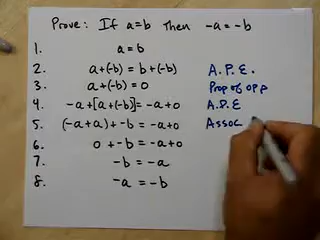 Prove: If a=b Then -a=-b
1. a=b
2. a+(-b)=b+(-b) A.P.E.
3. a+(-b)=0 Prop of opp
4. -a+[a+(-b)]=-a+0 A.P.E
5. (-a+a)+-b=-a+0 Assoc
6. 0+-b=-a+0
7. -b=-a
8. -a=-b